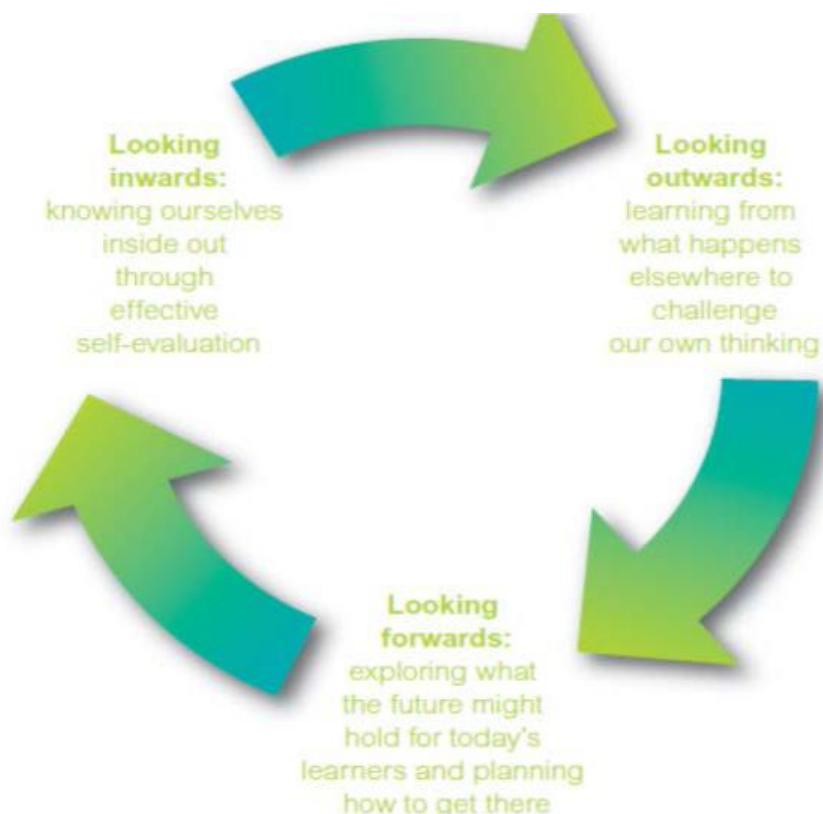 Looking
inwards:
knowing ourselves
inside out
through
effective
self-evaluation
Looking
outwards:
learning from
what happens
elsewhere to
challenge
our own thinking
Looking
forwards:
exploring what
the future might
hold for today's
learners and planning
how to get there